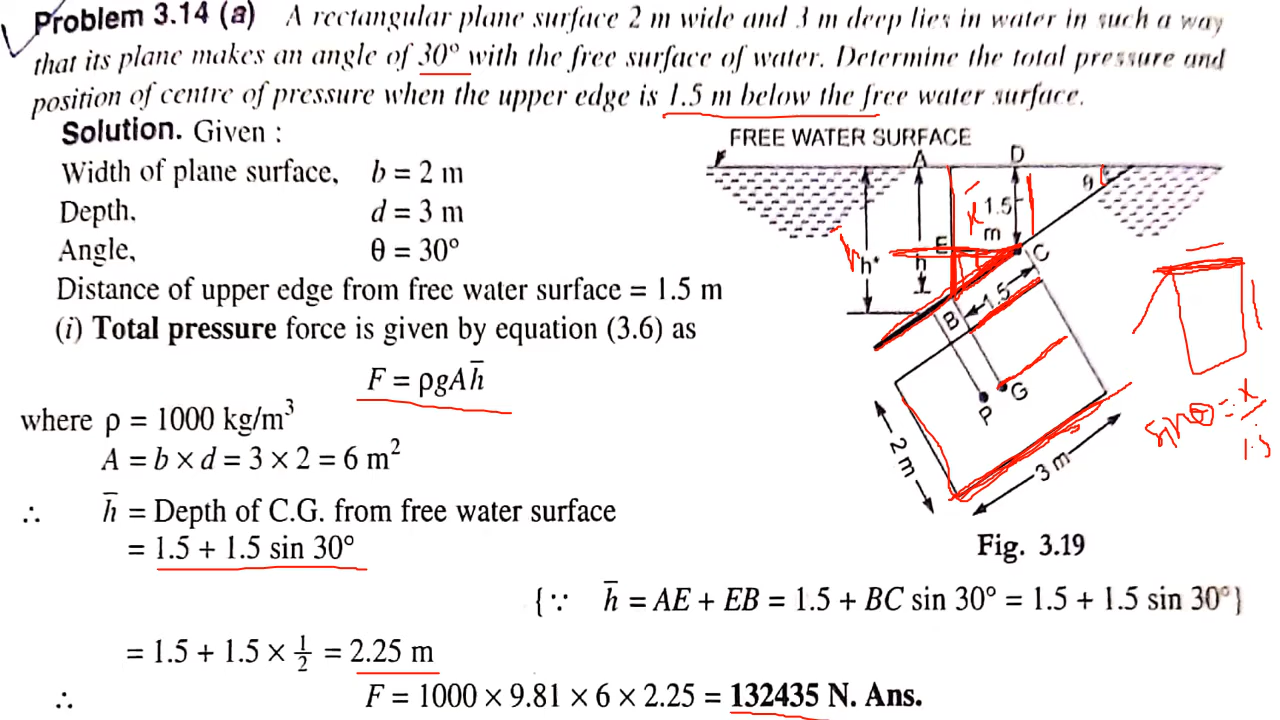 Problem 3.14 (a) A rectangular plane surface 2 m wide and 3 m deep lies in water in such a way
that its plane makes an angle of 30° with the free surface of water. Determine the total pressure and
position of centre of pressure when the upper edge is 1.5 m below the free water surface.
Solution. Given :
Width of plane surface, b = 2 m
Depth, d = 3 m
Angle, θ = 30°
Distance of upper edge from free water surface = 1.5 m
(i) Total pressure force is given by equation (3.6) as
F = ρgAh̄
where ρ = 1000 kg/m³
A = b × d = 3 × 2 = 6 m²
∴ h̄ = Depth of C.G. from free water surface
= 1.5 + 1.5 sin 30°
{∵ h̄ = AE + EB = 1.5 + BC sin 30° = 1.5 + 1.5 sin 30°}
= 1.5 + 1.5 × 1/2 = 2.25 m
∴ F = 1000 × 9.81 × 6 × 2.25 = 132435 N. Ans.
FREE WATER SURFACE
A
D
θ
x
1.5
m
E
C
h*
h̄
1.5
B
G
P
2 m
3 m
sinθ = x/1.5
Fig. 3.19